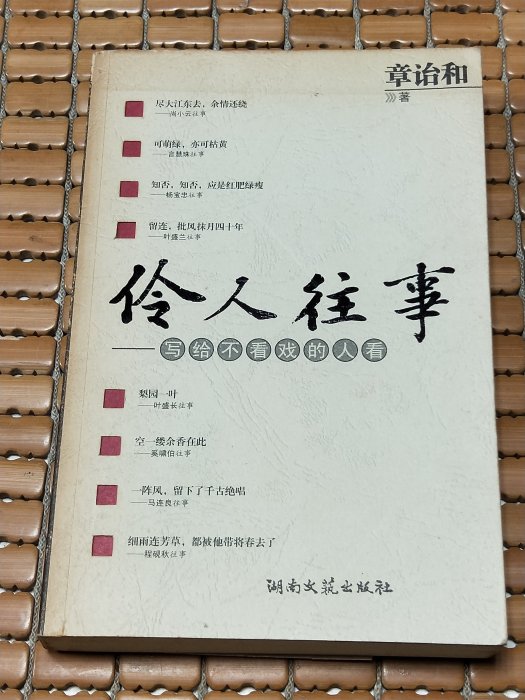 章诒和
》》著
尽大江东去，余情还绕
——尚小云往事
可萌绿，亦可枯黄
——言慧珠往事
知否，知否，应是红肥绿瘦
——杨宝忠往事
留连，批风抹月四十年
——叶盛兰往事
伶人往事
——写给不看戏的人看
梨园一叶
——叶盛长往事
空一缕余香在此
——奚啸伯往事
一阵风，留下了千古绝唱
——马连良往事
细雨连芳草，都被他带将春去了
——程砚秋往事
湖南文艺出版社